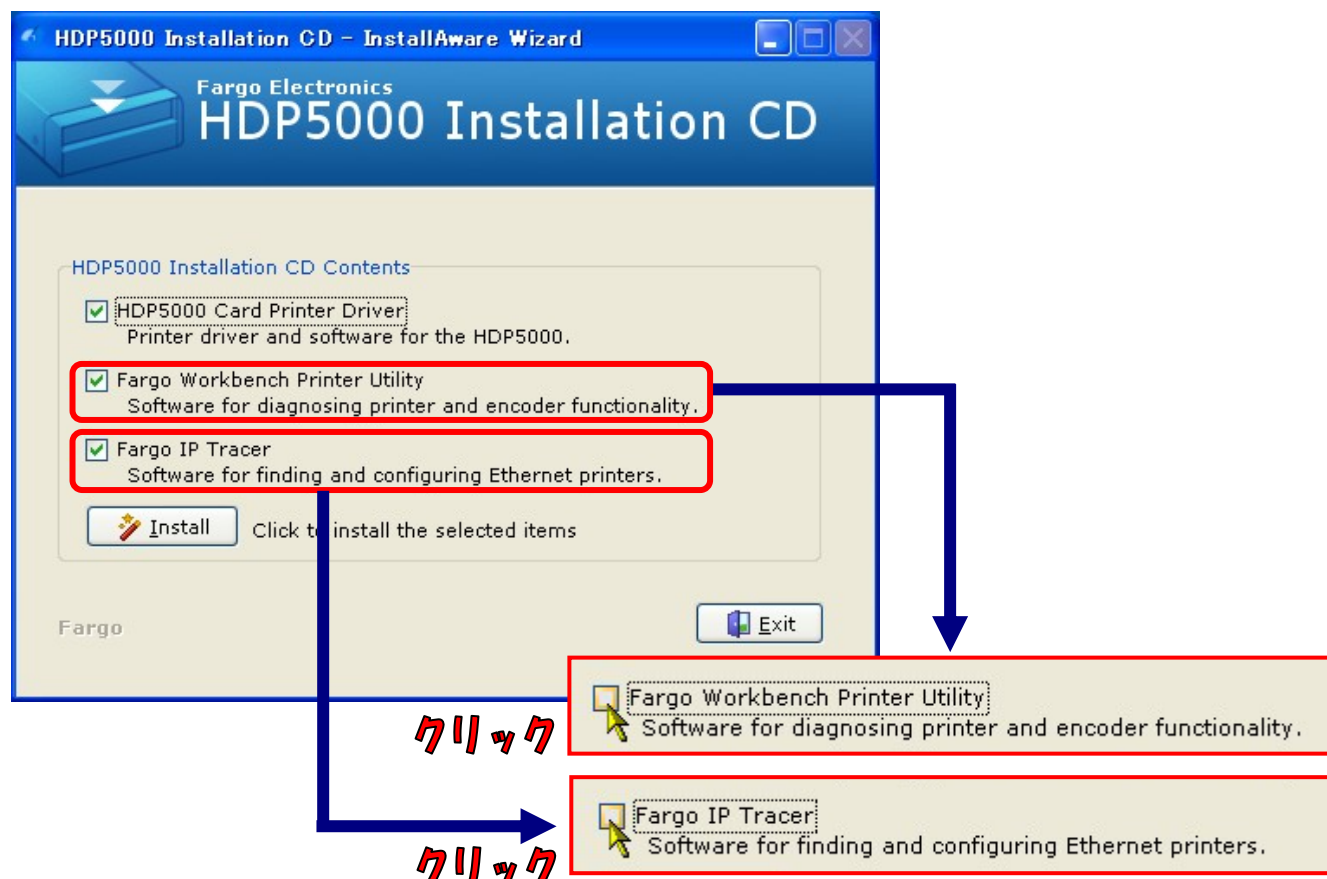 HDP5000 Installation CD - InstallAware Wizard
Fargo Electronics
HDP5000 Installation CD
HDP5000 Installation CD Contents
HDP5000 Card Printer Driver
Printer driver and software for the HDP5000.
Fargo Workbench Printer Utility
Software for diagnosing printer and encoder functionality.
Fargo IP Tracer
Software for finding and configuring Ethernet printers.
Install
Click to install the selected items
Fargo
Exit
Fargo Workbench Printer Utility
Software for diagnosing printer and encoder functionality.
クリック
Fargo IP Tracer
Software for finding and configuring Ethernet printers.
クリック